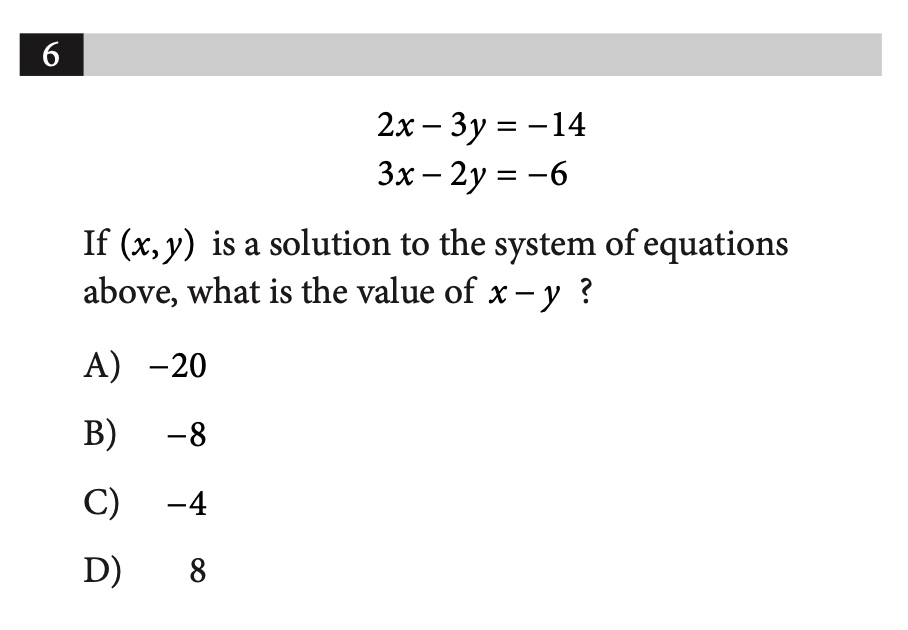 6
2x – 3y = –14
3x – 2y = –6
If (x, y) is a solution to the system of equations
above, what is the value of x – y ?
A) –20
B) –8
C) –4
D) 8